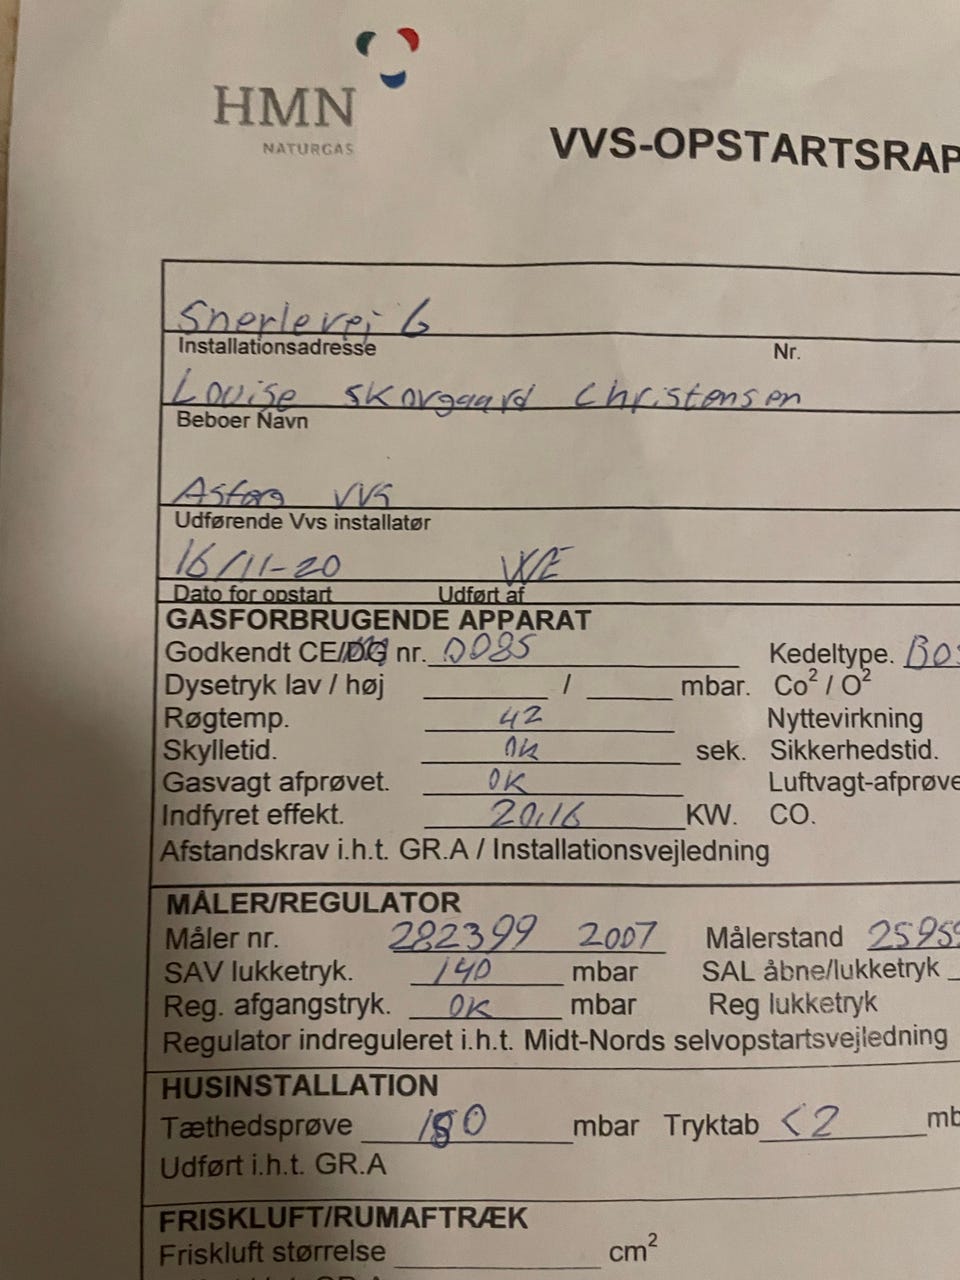 HMN
NATURGAS
VVS-OPSTARTSRAP
Snerlevej 6
Installationsadresse Nr.
Louise Skovgaard Christensen
Beboer Navn
VVS
Udførende Vvs installatør
16/11-20 WE
Dato for opstart Udført af
GASFORBRUGENDE APPARAT
Godkendt CE/DG nr. 0085 Kedeltype. Bos
Dysetryk lav / høj / mbar. Co2 / O2
Røgtemp. 42 Nyttevirkning
Skylletid. OK sek. Sikkerhedstid.
Gasvagt afprøvet. OK Luftvagt-afprøve
Indfyret effekt. 20,16 KW. CO.
Afstandskrav i.h.t. GR.A / Installationsvejledning
MÅLER/REGULATOR
Måler nr. 282399 2007 Målerstand 25959
SAV lukketryk. 140 mbar SAL åbne/lukketryk
Reg. afgangstryk. OK mbar Reg lukketryk
Regulator indreguleret i.h.t. Midt-Nords selvopstartsvejledning
HUSINSTALLATION
Tæthedsprøve 150 mbar Tryktab <2 mb
Udført i.h.t. GR.A
FRISKLUFT/RUMAFTRÆK
Friskluft størrelse cm2